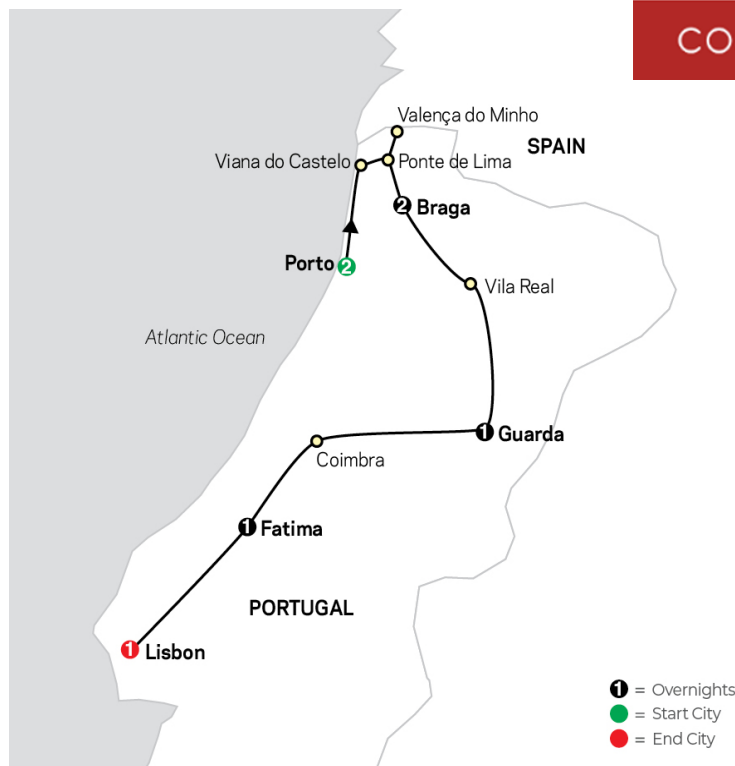 CO
Valença do Minho
SPAIN
Viana do Castelo
Ponte de Lima
2 Braga
Porto 2
Vila Real
Atlantic Ocean
1 Guarda
Coimbra
1 Fatima
PORTUGAL
1 Lisbon
1 = Overnights
= Start City
= End City